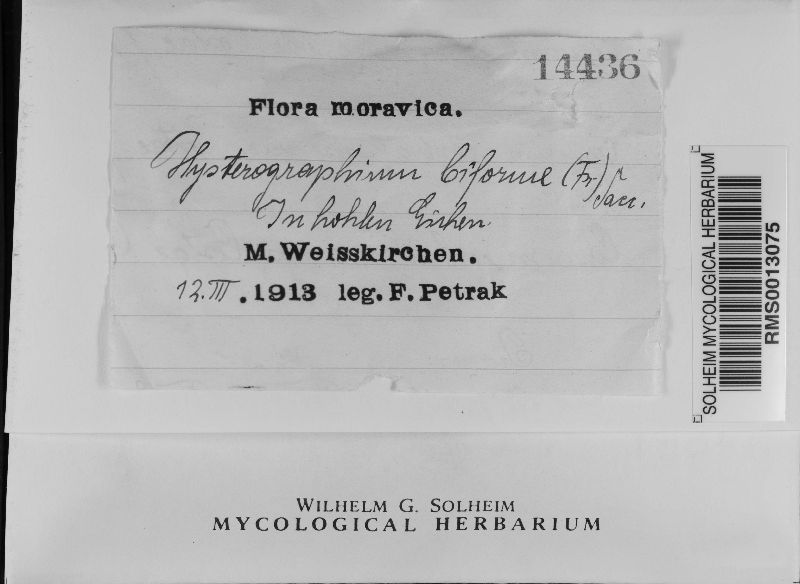 14436
Flora moravica.
Hysterographium biforme (Fr.) Sacc.
In hohlen Eichen
M. Weisskirchen.
12.III.1913 leg. F. Petrak
SOLHEIM MYCOLOGICAL HERBARIUM
RMS0013075
WILHELM G. SOLHEIM
MYCOLOGICAL HERBARIUM